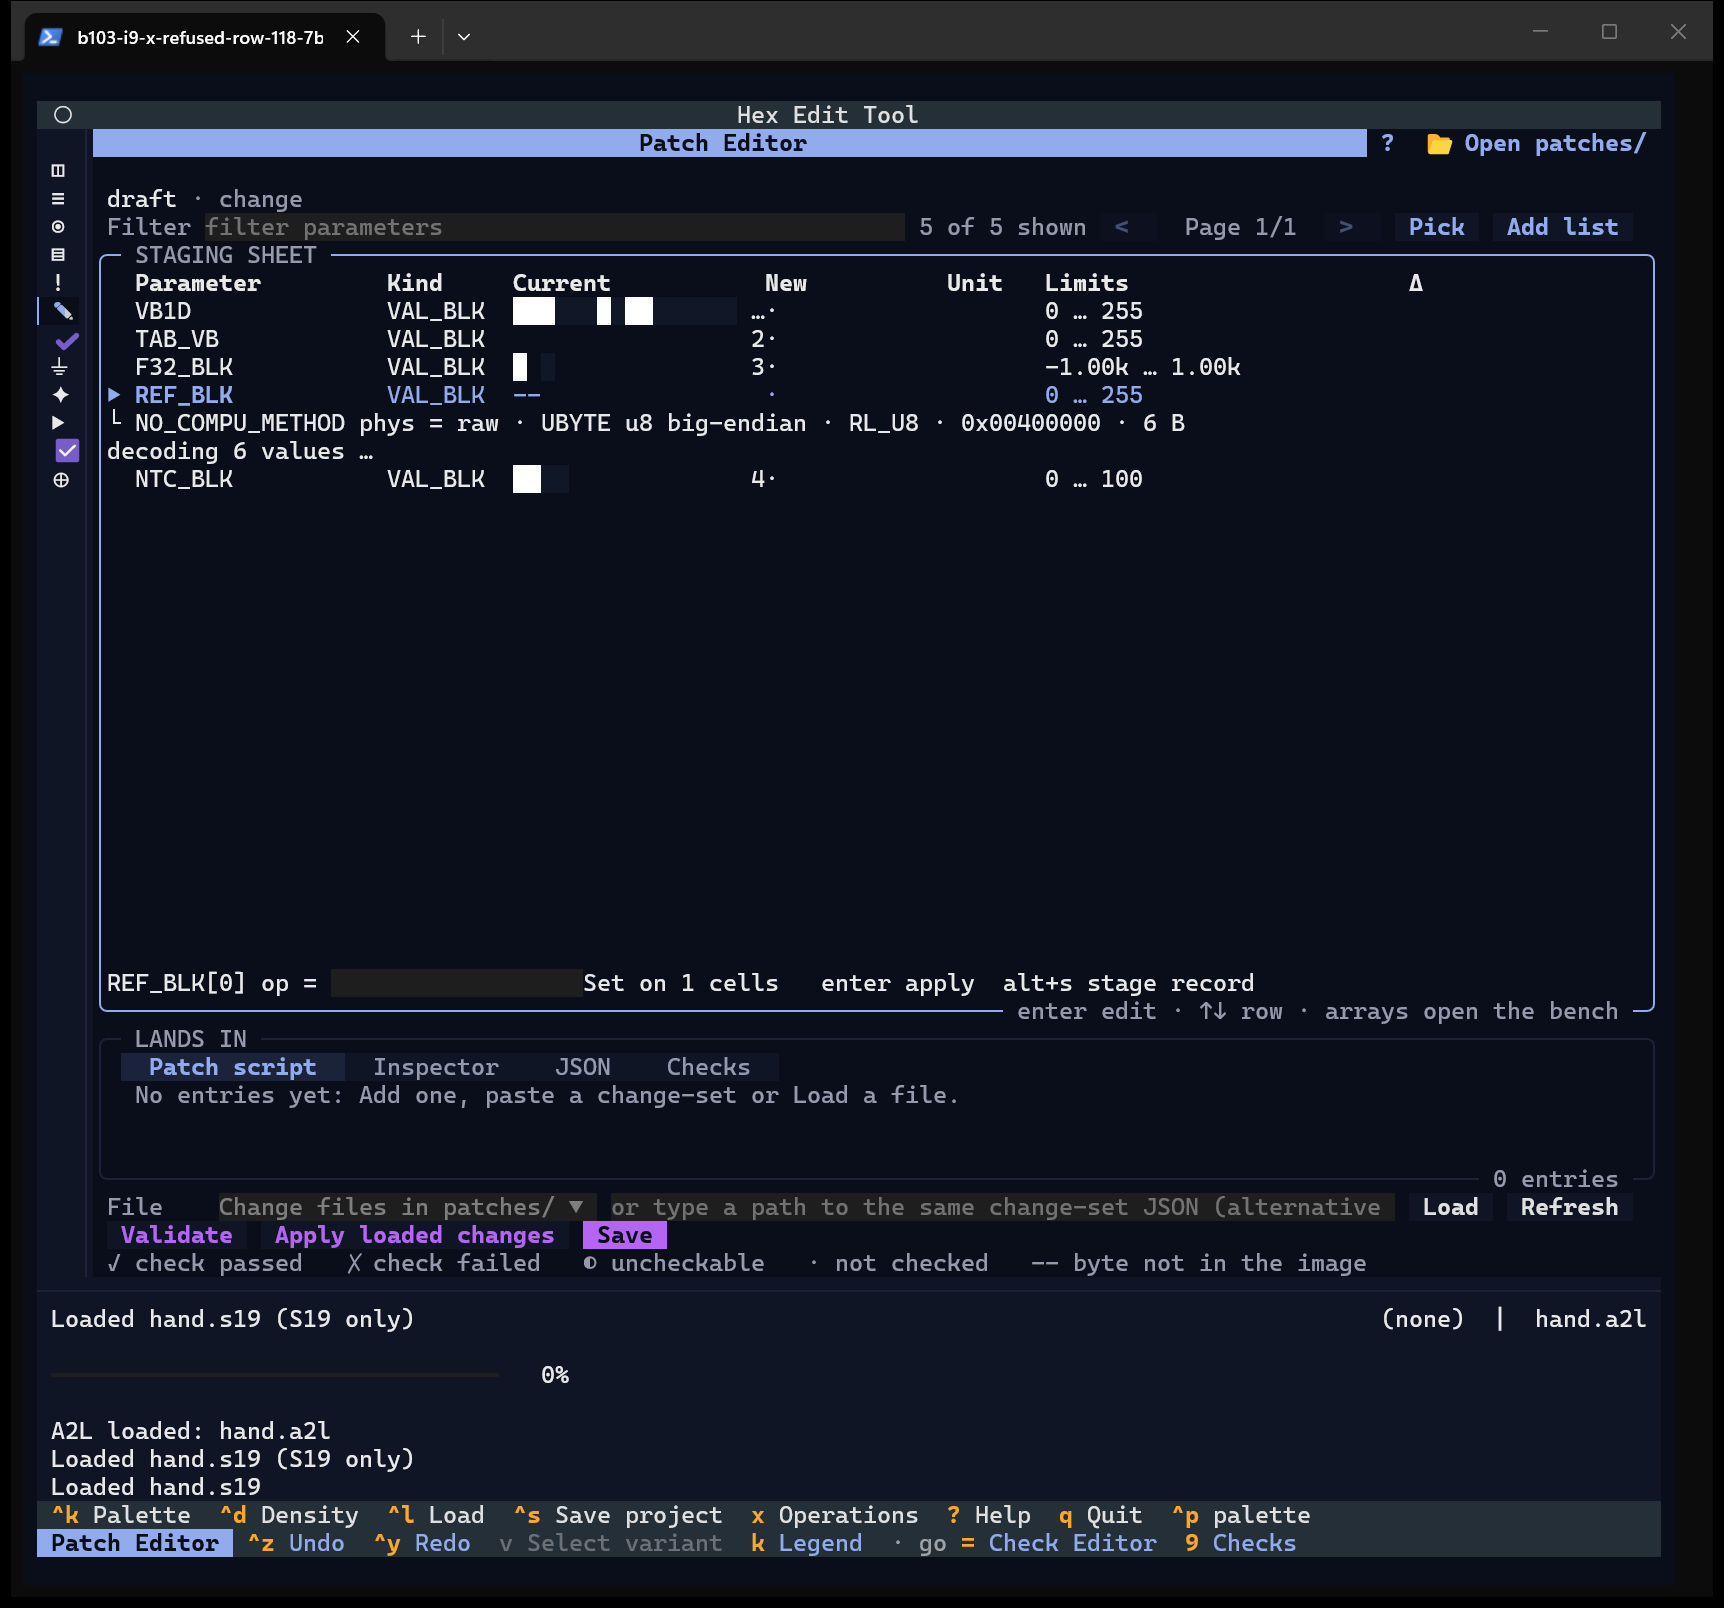 b103-i9-x-refused-row-118-7b
Hex Edit Tool
Patch Editor ? Open patches/
draft · change
Filter filter parameters 5 of 5 shown < Page 1/1 > Pick Add list
STAGING SHEET
Parameter Kind Current New Unit Limits Δ
VB1D VAL_BLK …· 0 … 255
TAB_VB VAL_BLK 2· 0 … 255
F32_BLK VAL_BLK 3· -1.00k … 1.00k
▶ REF_BLK VAL_BLK -- · 0 … 255
└ NO_COMPU_METHOD phys = raw · UBYTE u8 big-endian · RL_U8 · 0x00400000 · 6 B
decoding 6 values …
NTC_BLK VAL_BLK 4· 0 … 100
REF_BLK[0] op = Set on 1 cells enter apply alt+s stage record
enter edit · ↑↓ row · arrays open the bench
LANDS IN
Patch script Inspector JSON Checks
No entries yet: Add one, paste a change-set or Load a file.
0 entries
File Change files in patches/ ▼ or type a path to the same change-set JSON (alternative Load Refresh
Validate Apply loaded changes Save
✓ check passed ✗ check failed ◐ uncheckable · not checked -- byte not in the image
Loaded hand.s19 (S19 only) (none) | hand.a2l
0%
A2L loaded: hand.a2l
Loaded hand.s19 (S19 only)
Loaded hand.s19
^k Palette ^d Density ^l Load ^s Save project x Operations ? Help q Quit ^p palette
Patch Editor ^z Undo ^y Redo v Select variant k Legend · go = Check Editor 9 Checks